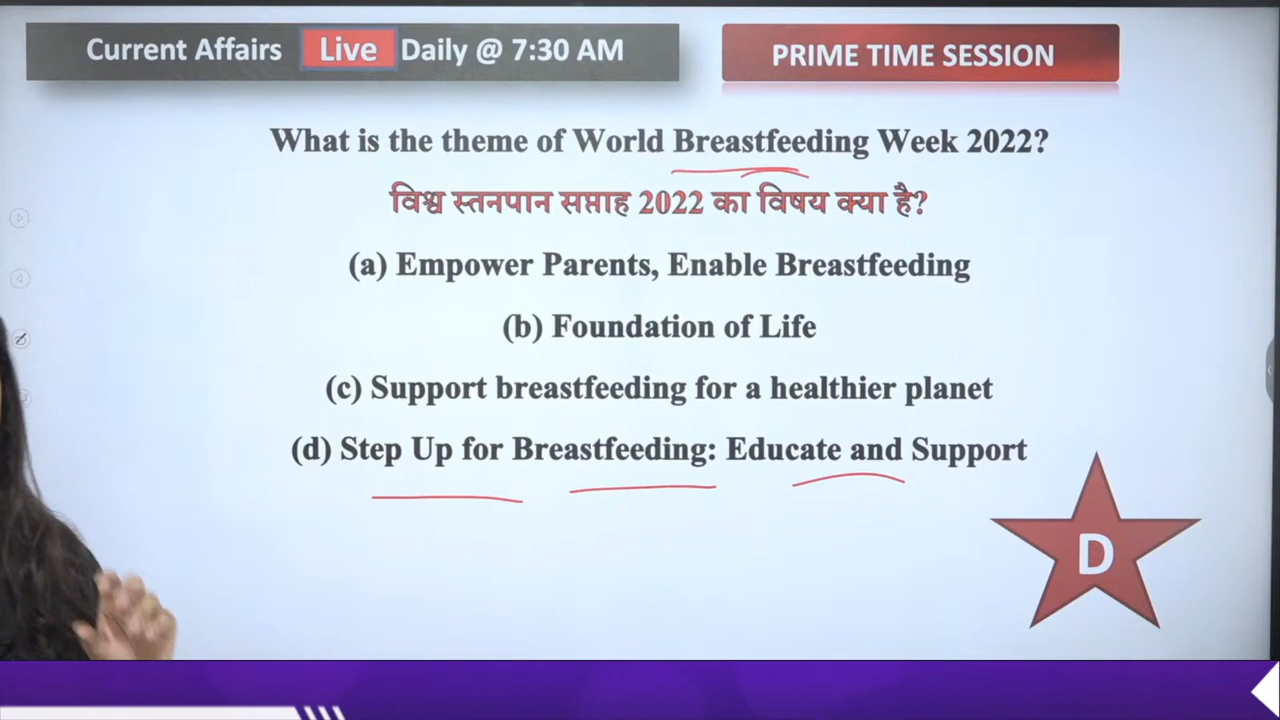 Current Affairs Live Daily @ 7:30 AM
PRIME TIME SESSION
What is the theme of World Breastfeeding Week 2022?
विश्व स्तनपान सप्ताह 2022 का विषय क्या है?
(a) Empower Parents, Enable Breastfeeding
(b) Foundation of Life
(c) Support breastfeeding for a healthier planet
(d) Step Up for Breastfeeding: Educate and Support
D